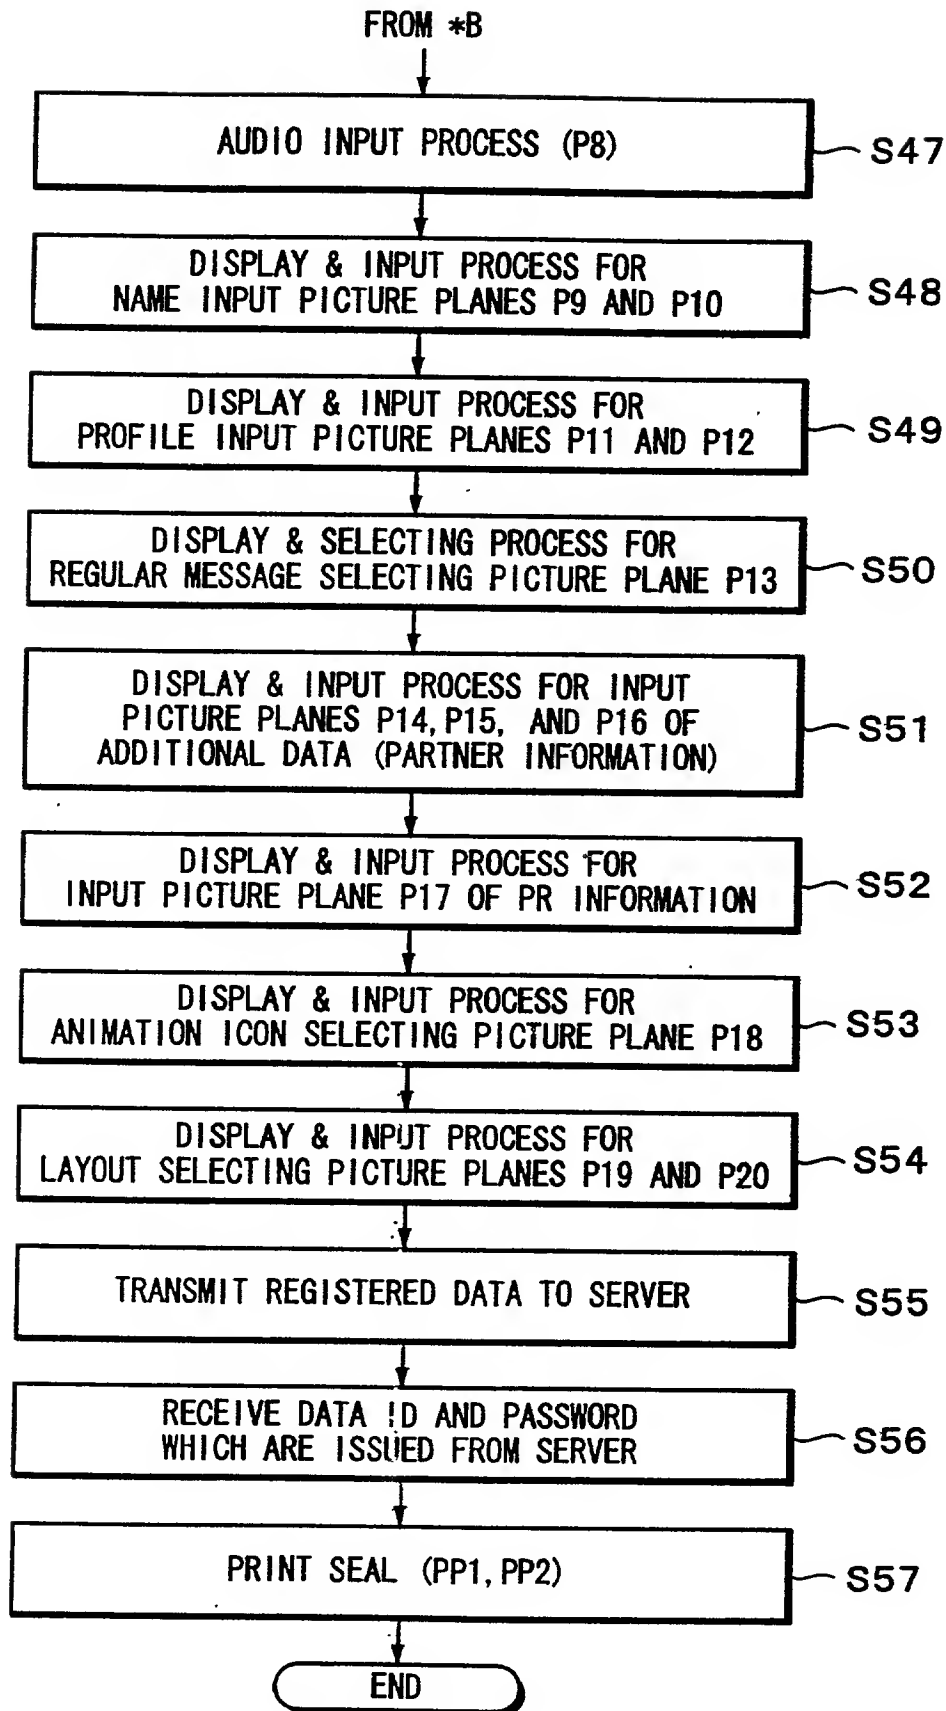 FROM *B
AUDIO INPUT PROCESS (P8)
S47
DISPLAY & INPUT PROCESS FOR
NAME INPUT PICTURE PLANES P9 AND P10
S48
DISPLAY & INPUT PROCESS FOR
PROFILE INPUT PICTURE PLANES P11 AND P12
S49
DISPLAY & SELECTING PROCESS FOR
REGULAR MESSAGE SELECTING PICTURE PLANE P13
S50
DISPLAY & INPUT PROCESS FOR INPUT
PICTURE PLANES P14, P15, AND P16 OF
ADDITIONAL DATA (PARTNER INFORMATION)
S51
DISPLAY & INPUT PROCESS FOR
INPUT PICTURE PLANE P17 OF PR INFORMATION
S52
DISPLAY & INPUT PROCESS FOR
ANIMATION ICON SELECTING PICTURE PLANE P18
S53
DISPLAY & INPUT PROCESS FOR
LAYOUT SELECTING PICTURE PLANES P19 AND P20
S54
TRANSMIT REGISTERED DATA TO SERVER
S55
RECEIVE DATA ID AND PASSWORD
WHICH ARE ISSUED FROM SERVER
S56
PRINT SEAL (PP1, PP2)
S57
END